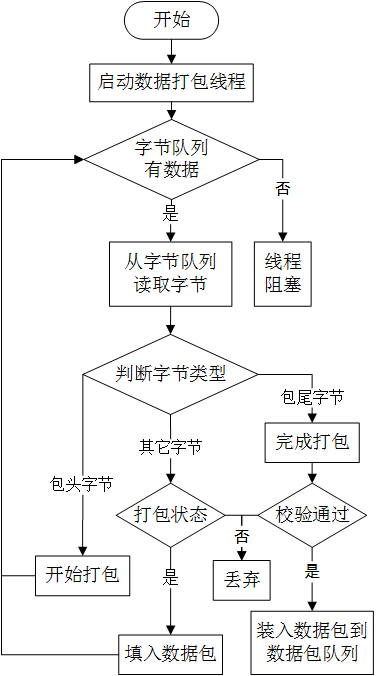 开始
启动数据打包线程
字节队列
有数据
否
是
从字节队列
读取字节
线程
阻塞
判断字节类型
包尾字节
其它字节
完成打包
包头字节
打包状态
校验通过
否
是
是
开始打包
丢弃
填入数据包
装入数据包到
数据包队列